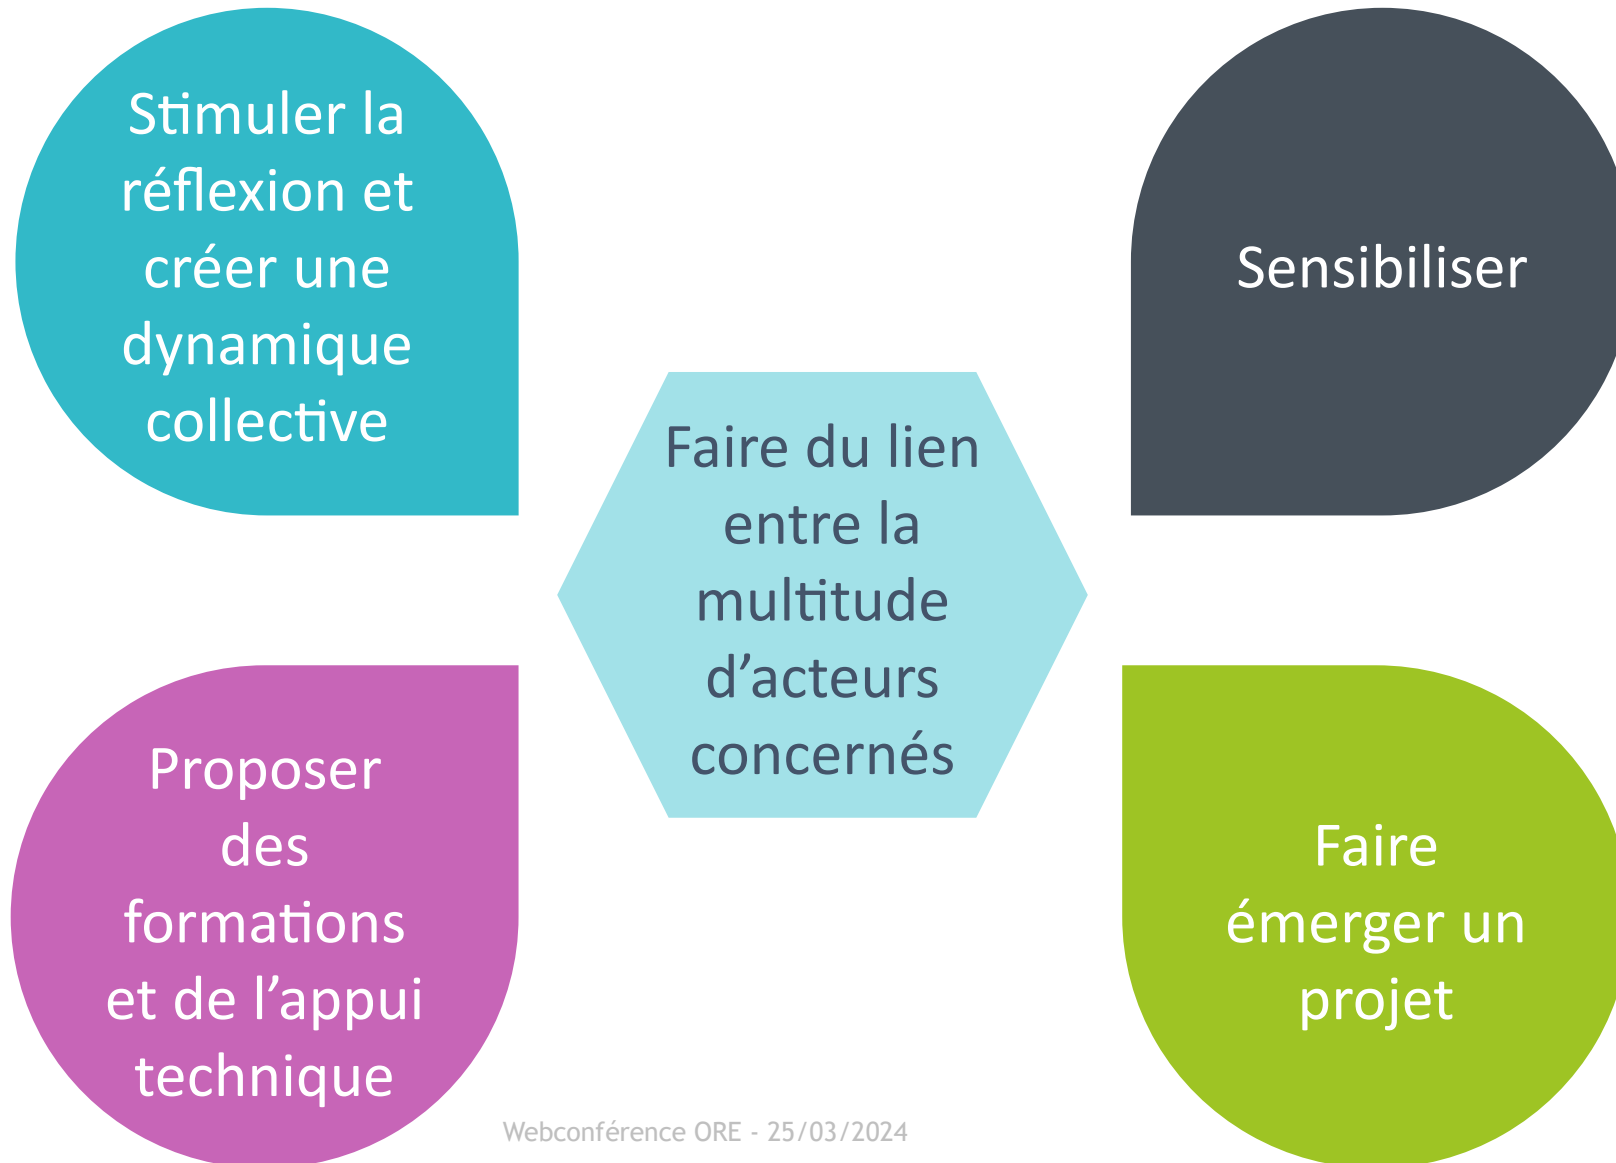 Stimuler la
réflexion et
créer une
dynamique
collective
Sensibiliser
Faire du lien
entre la
multitude
d’acteurs
concernés
Proposer
des
formations
et de l’appui
technique
Faire
émerger un
projet
Webconférence ORE - 25/03/2024